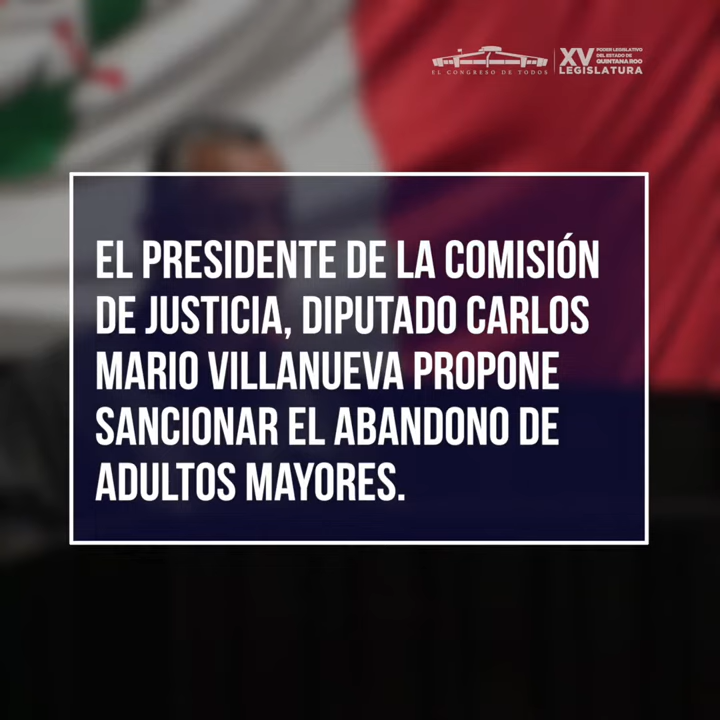 EL CONGRESO DE TODOS
XV
LEGISLATURA
PODER LEGISLATIVO
DEL ESTADO DE
QUINTANA ROO
EL PRESIDENTE DE LA COMISIÓN
DE JUSTICIA, DIPUTADO CARLOS
MARIO VILLANUEVA PROPONE
SANCIONAR EL ABANDONO DE
ADULTOS MAYORES.